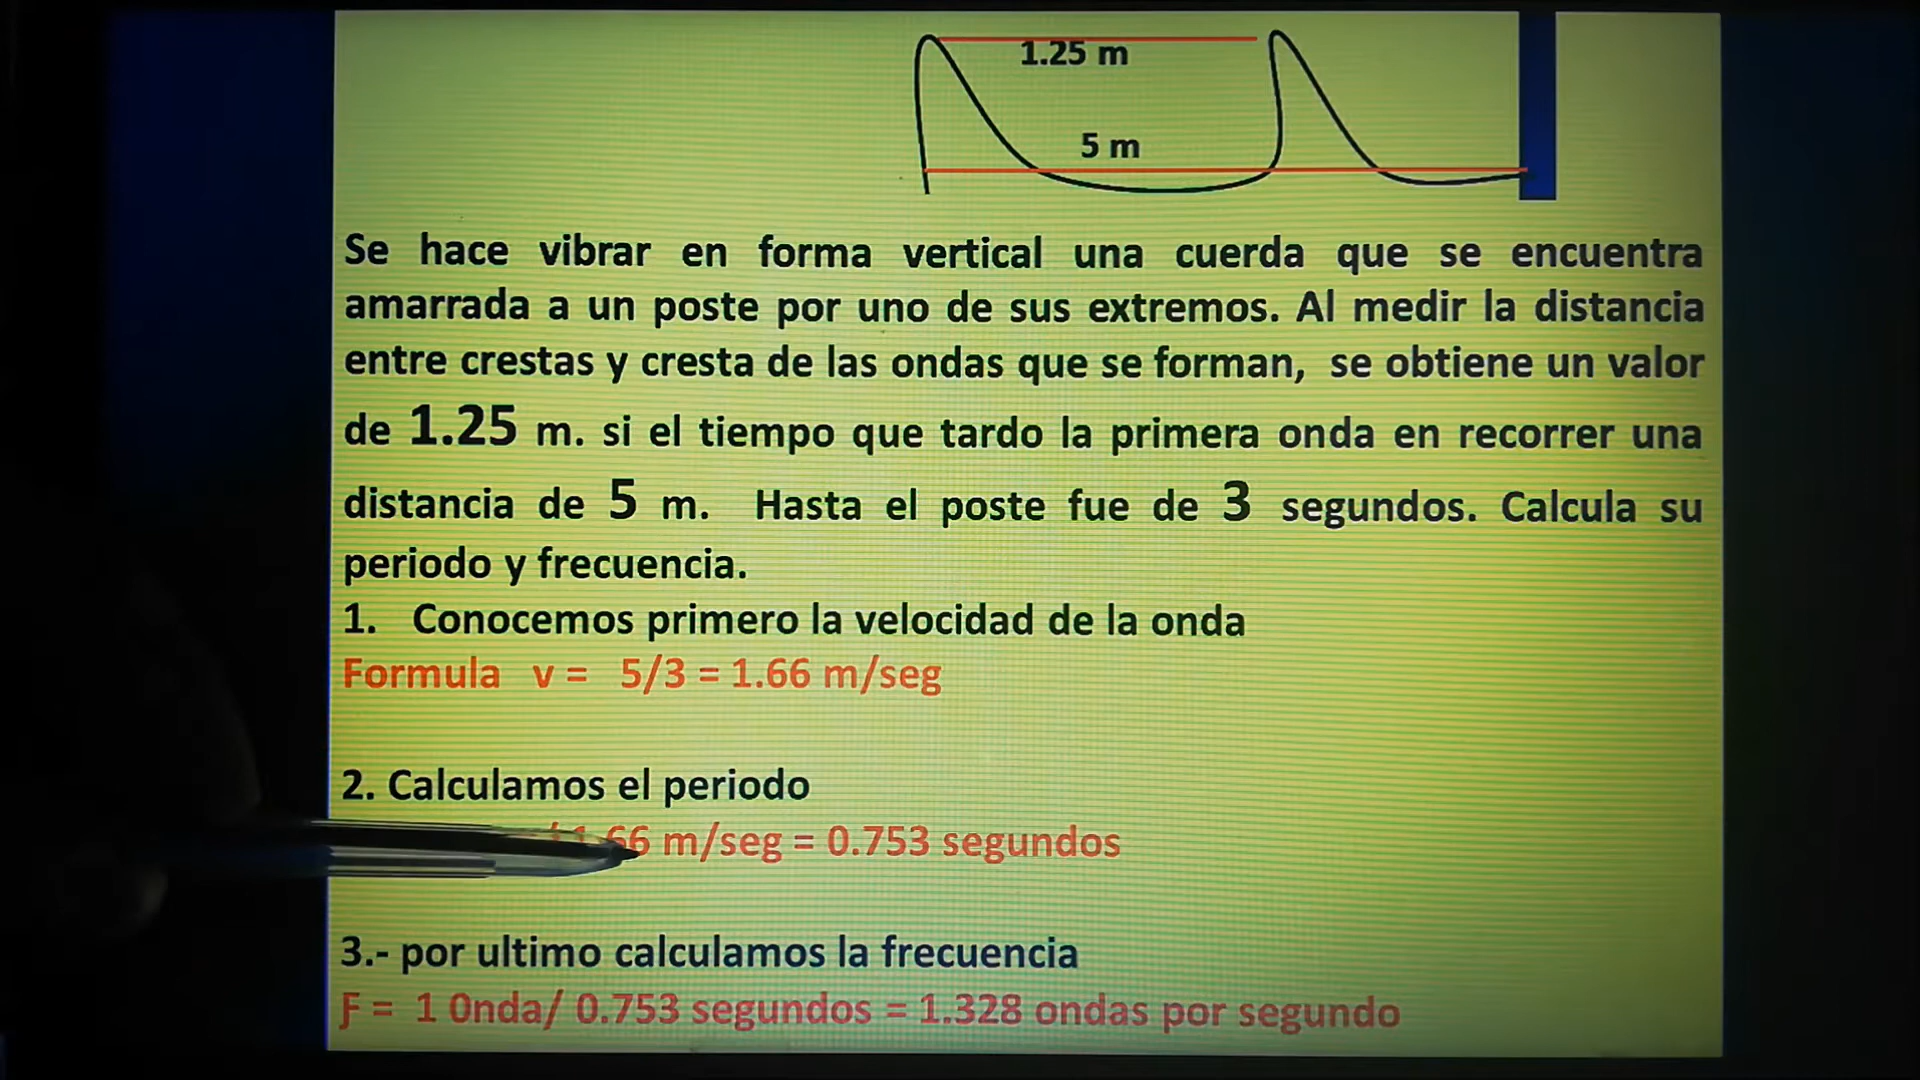 1.25 m
5 m
Se hace vibrar en forma vertical una cuerda que se encuentra
amarrada a un poste por uno de sus extremos. Al medir la distancia
entre crestas y cresta de las ondas que se forman, se obtiene un valor
de 1.25 m. si el tiempo que tardo la primera onda en recorrer una
distancia de 5 m. Hasta el poste fue de 3 segundos. Calcula su
periodo y frecuencia.
1. Conocemos primero la velocidad de la onda
Formula v = 5/3 = 1.66 m/seg
2. Calculamos el periodo
/ 1.66 m/seg = 0.753 segundos
3.- por ultimo calculamos la frecuencia
Ƒ = 1 0nda/ 0.753 segundos = 1.328 ondas por segundo